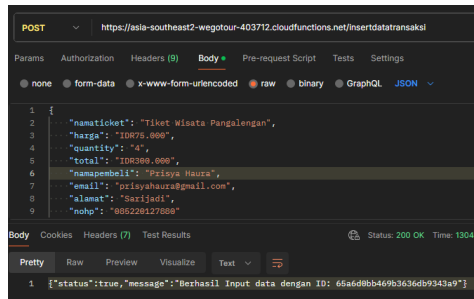 POST https://asia-southeast2-wegotour-403712.cloudfunctions.net/insertdatatransaksi
Params Authorization Headers (9) Body Pre-request Script Tests Settings
none form-data x-www-form-urlencoded raw binary GraphQL JSON
1 {
2 "namaticket": "Tiket Wisata Pangalengan",
3 "harga": "IDR75.000",
4 "quantity": "4",
5 "total": "IDR300.000",
6 "namapembeli": "Prisya Haura",
7 "email": "prisyahaura@gmail.com",
8 "alamat": "Sarijadi",
9 "nohp": "085220127880"
Body Cookies Headers (7) Test Results Status: 200 OK Time: 1304
Pretty Raw Preview Visualize Text
1 {"status":true,"message":"Berhasil Input data dengan ID: 65a6d0bb469b3636db9343a9"}